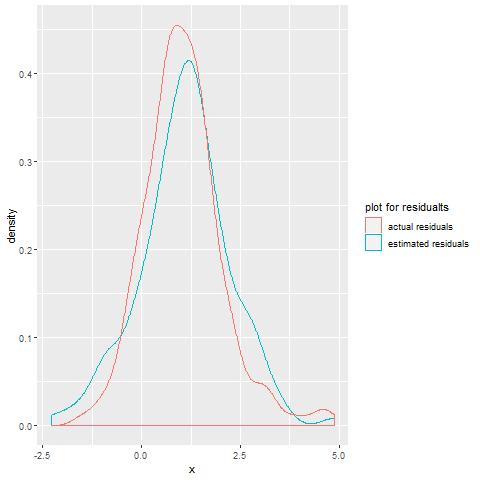 0.4
0.3
0.2
0.1
0.0
density
-2.5 0.0 2.5 5.0
x
plot for residualts
actual residuals
estimated residuals